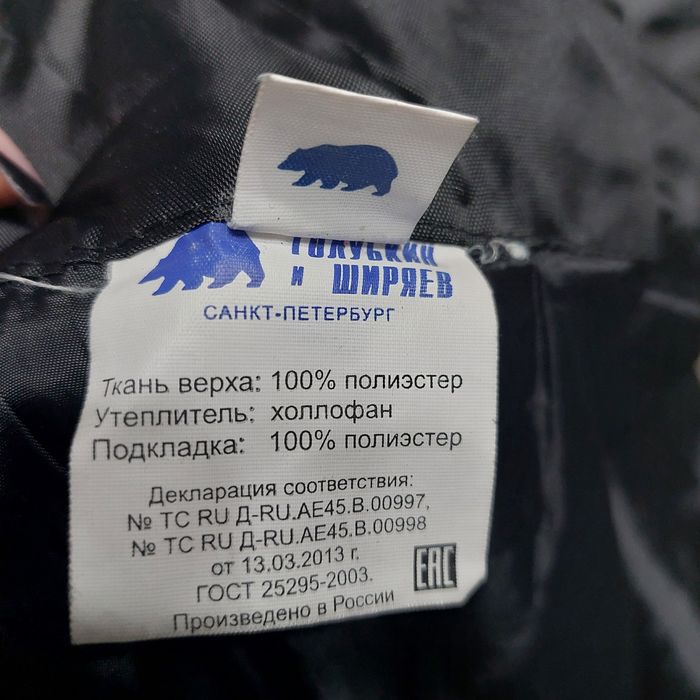 ГОЛУБКИН
и ШИРЯЕВ
САНКТ-ПЕТЕРБУРГ
Ткань верха: 100% полиэстер
Утеплитель: холлофан
Подкладка: 100% полиэстер
Декларация соответствия:
№ ТС RU Д-RU.АЕ45.В.00997,
№ ТС RU Д-RU.АЕ45.В.00998
от 13.03.2013 г.
ГОСТ 25295-2003.
Произведено в России
ЕАС